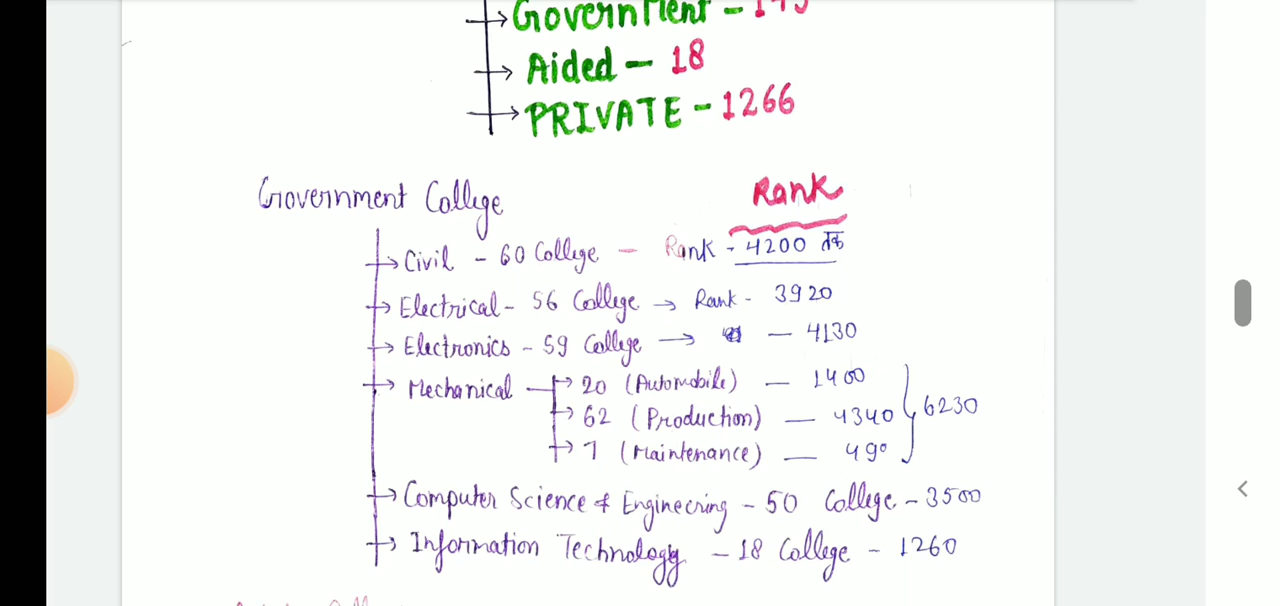 → Government -
→ Aided - 18
→ PRIVATE - 1266
Government College Rank
→ Civil - 60 College - Rank - 4200 तक
→ Electrical - 56 College → Rank - 3920
→ Electronics - 59 College → - 4130
→ Mechanical → 20 (Automobile) - 1400
→ 62 (Production) - 4340 } 6230
→ 7 (Maintenance) - 490
→ Computer Science & Engineering - 50 College - 3500
→ Information Technology - 18 College - 1260